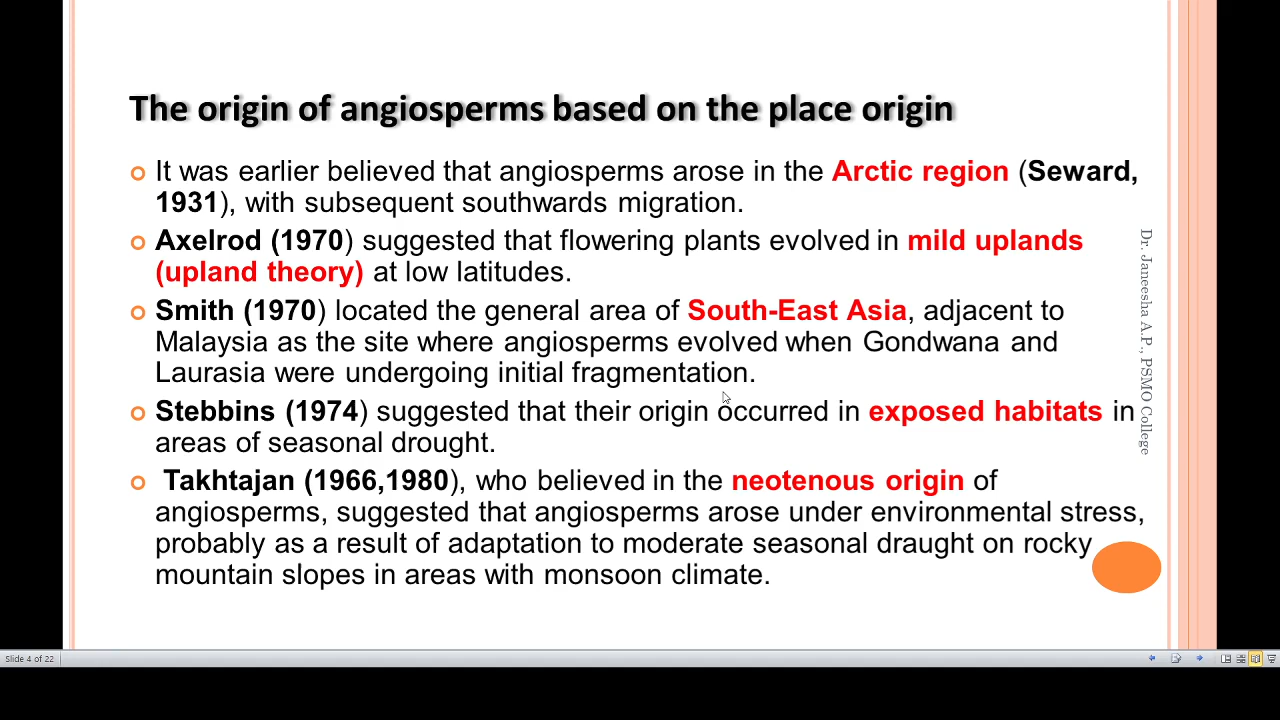 The origin of angiosperms based on the place origin
It was earlier believed that angiosperms arose in the Arctic region (Seward,
1931), with subsequent southwards migration.
Axelrod (1970) suggested that flowering plants evolved in mild uplands
(upland theory) at low latitudes.
Smith (1970) located the general area of South-East Asia, adjacent to
Malaysia as the site where angiosperms evolved when Gondwana and
Laurasia were undergoing initial fragmentation.
Stebbins (1974) suggested that their origin occurred in exposed habitats in
areas of seasonal drought.
Takhtajan (1966,1980), who believed in the neotenous origin of
angiosperms, suggested that angiosperms arose under environmental stress,
probably as a result of adaptation to moderate seasonal draught on rocky
mountain slopes in areas with monsoon climate.
Dr. Janeesha A.P., PSMO College
Slide 4 of 22